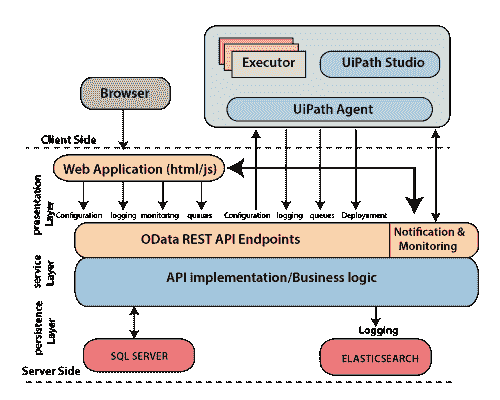 Executor
UiPath Studio
Browser
UiPath Agent
Client Side
Web Application (html/js)
presentation
Layer
Configuration
logging
monitoring
queues
Configuration
logging
queues
Deployment
OData REST API Endpoints
Notification &
Monitoring
service
Layer
API implementation/Business logic
persistence
Layer
Logging
SQL SERVER
ELASTICSEARCH
Server Side